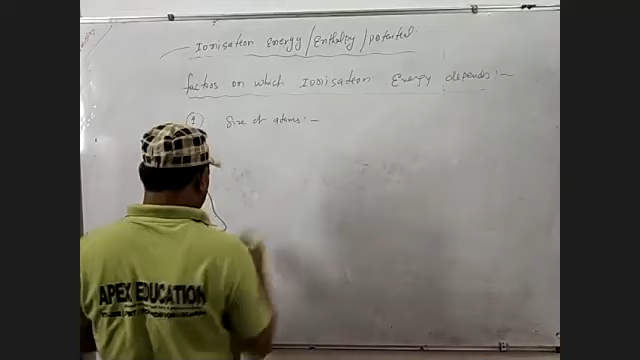 Ionisation Energy/Enthalpy/potential.
factors on which Ionisation Energy depends:-
1 Size of atoms:-
APEX EDUCATION